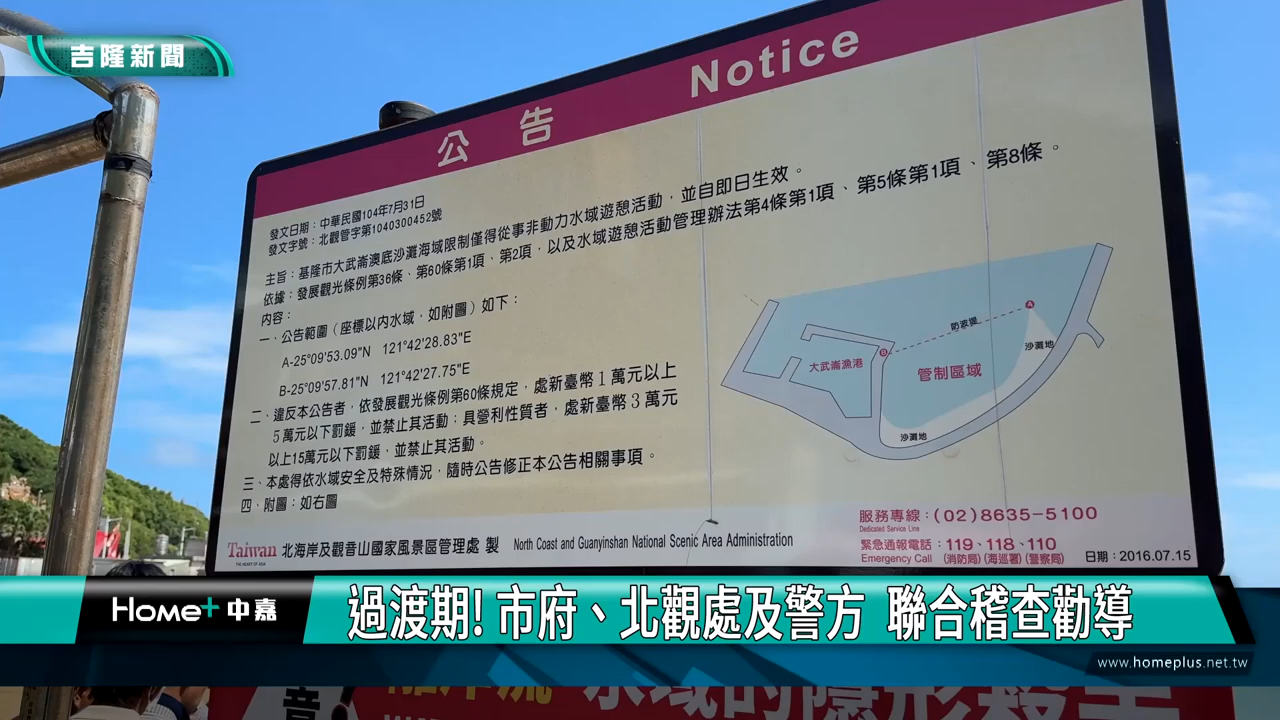 吉隆新聞
公告 Notice
發文日期：中華民國104年7月31日
發文字號：北觀管字第1040300452號
主旨：基隆市大武崙澳底沙灘海域限制僅得從事非動力水域遊憩活動，並自即日生效。
依據：發展觀光條例第36條、第60條第1項、第2項，以及水域遊憩活動管理辦法第4條第1項、第5條第1項、第8條。
內容：
一、公告範圍（座標以內水域，如附圖）如下：
A-25°09'53.09"N 121°42'28.83"E
B-25°09'57.81"N 121°42'27.75"E
二、違反本公告者，依發展觀光條例第60條規定，處新臺幣１萬元以上
５萬元以下罰鍰，並禁止其活動；具營利性質者，處新臺幣３萬元
以上15萬元以下罰鍰，並禁止其活動。
三、本處得依水域安全及特殊情況，隨時公告修正本公告相關事項。
四、附圖：如右圖
A
防波堤
沙灘地
B
大武崙漁港
管制區域
沙灘地
服務專線：(02)8635-5100
Dedicated Service Line
緊急通報電話：119、118、110
Emergency Call (消防局)(海巡署)(警察局)
日期：2016.07.15
Taiwan
THE HEART OF ASIA
北海岸及觀音山國家風景區管理處 製 North Coast and Guanyinshan National Scenic Area Administration
Home+中嘉
過渡期! 市府、北觀處及警方 聯合稽查勸導
www.homeplus.net.tw
水域的隱形殺手